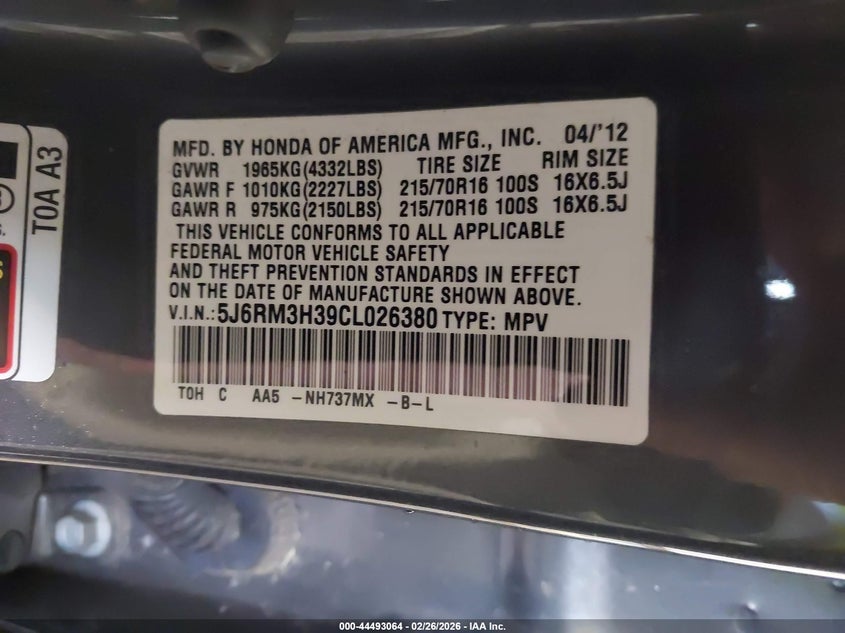 MFD. BY HONDA OF AMERICA MFG., INC. 04/'12
GVWR 1965KG(4332LBS) TIRE SIZE RIM SIZE
GAWR F 1010KG(2227LBS) 215/70R16 100S 16X6.5J
GAWR R 975KG(2150LBS) 215/70R16 100S 16X6.5J
THIS VEHICLE CONFORMS TO ALL APPLICABLE
FEDERAL MOTOR VEHICLE SAFETY
AND THEFT PREVENTION STANDARDS IN EFFECT
ON THE DATE OF MANUFACTURE SHOWN ABOVE.
V.I.N.:5J6RM3H39CL026380 TYPE: MPV
TOH C AA5 -NH737MX -B-L
T0A A3
000-44493064 / 02/26/2026 - IAA Inc.